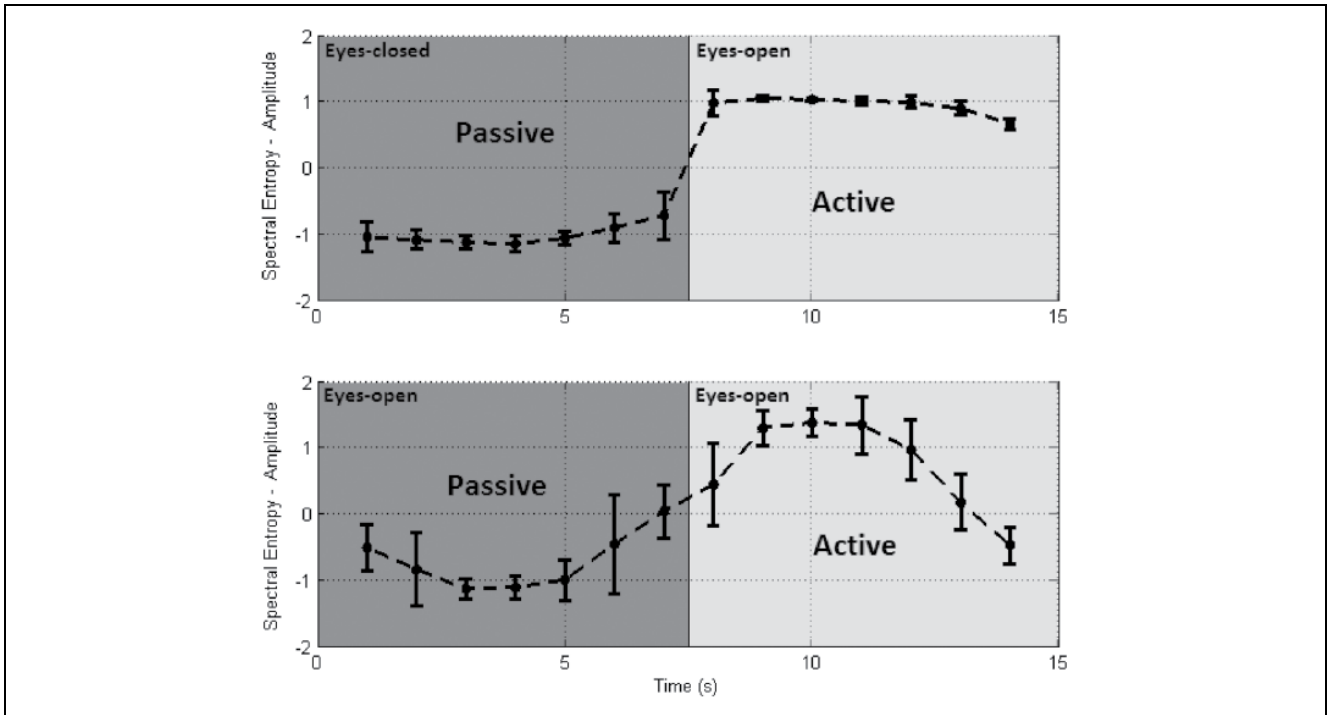 2
Eyes-closed
Eyes-open
1
Passive
0
Active
-1
-2
0
5
10
15
Spectral Entropy - Amplitude
2
Eyes-open
Eyes-open
1
Passive
0
Active
-1
-2
0
5
10
15
Spectral Entropy - Amplitude
Time (s)